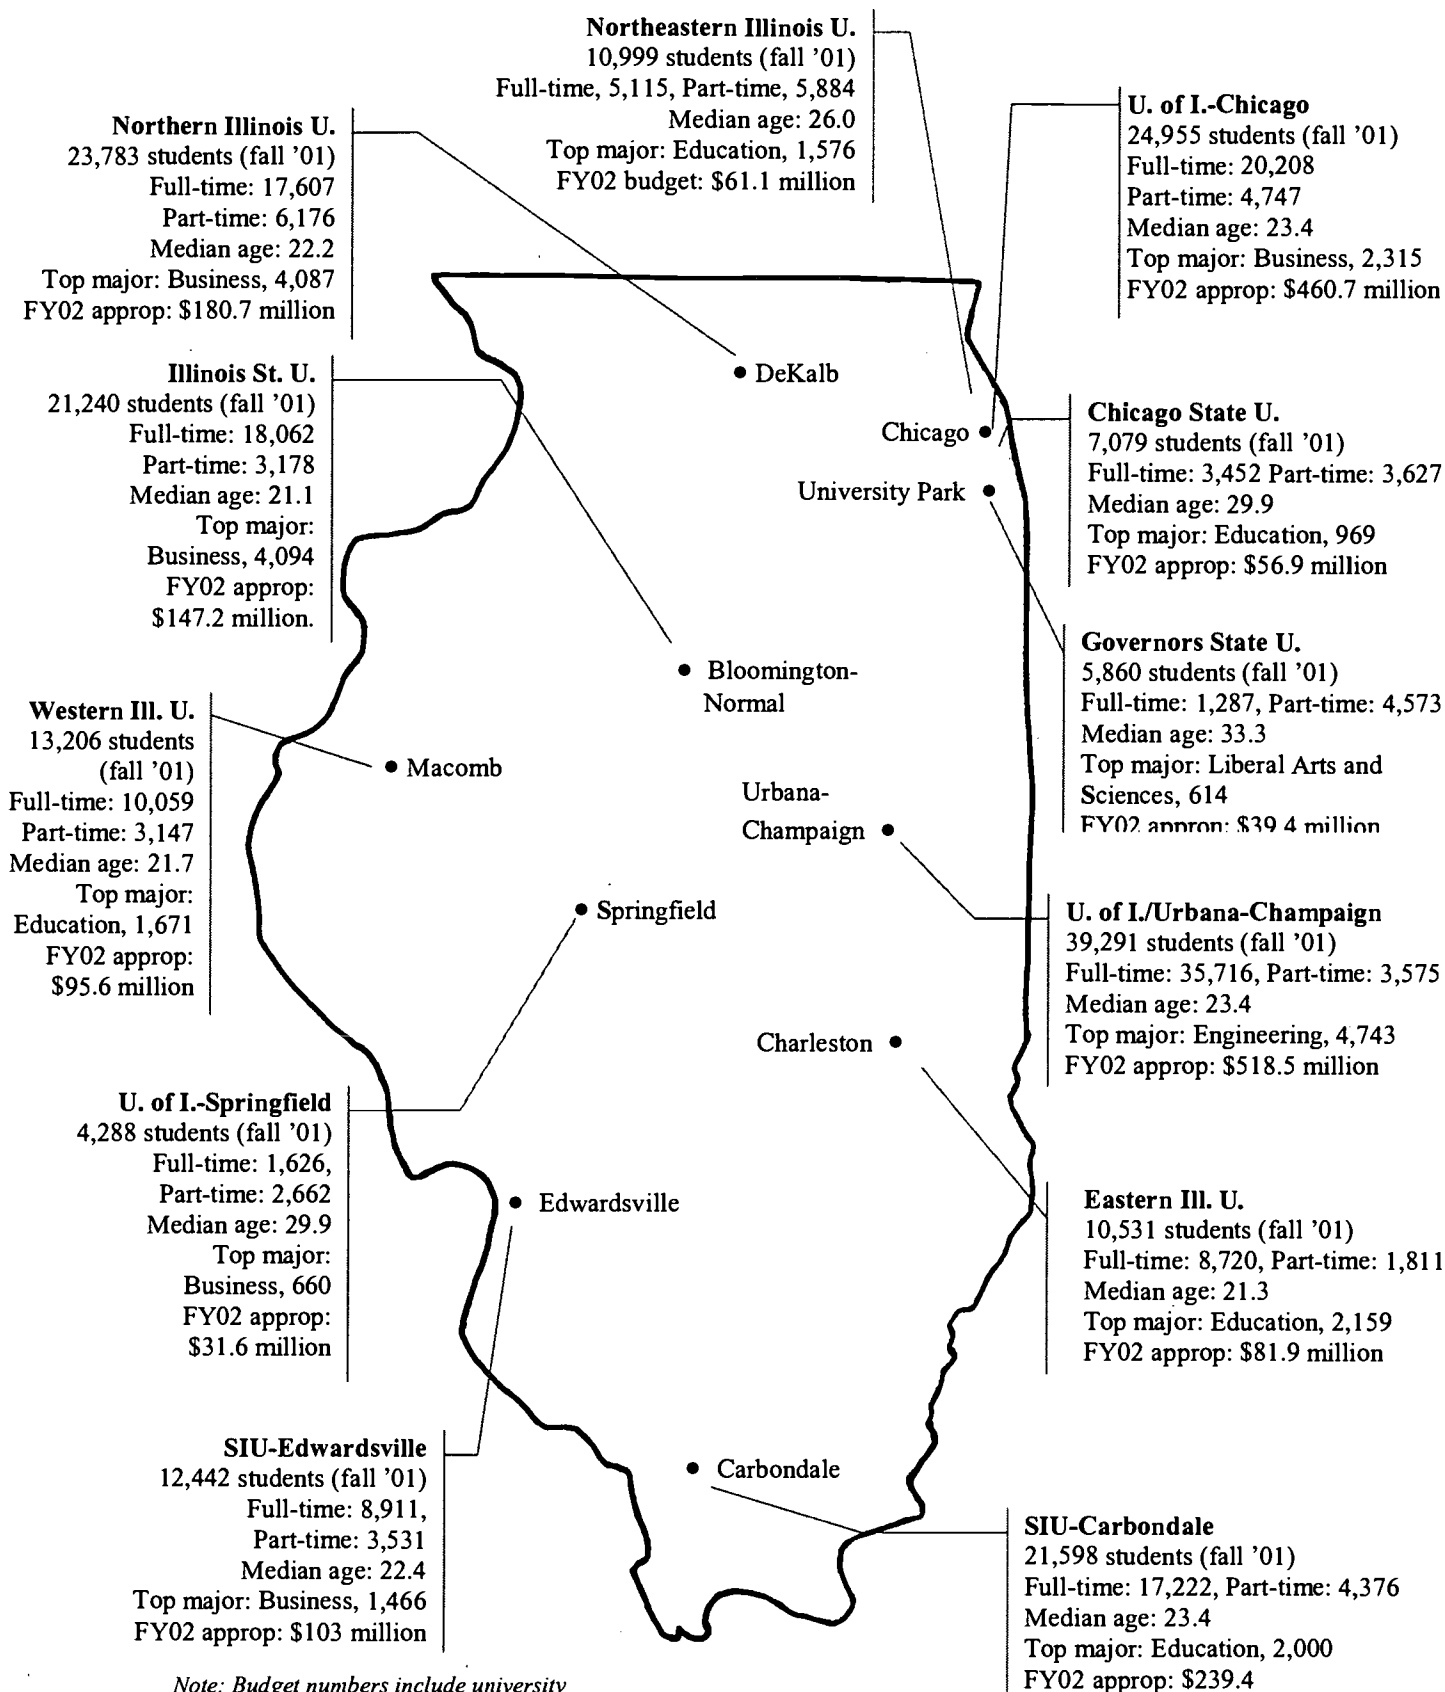 Northeastern Illinois U.
10,999 students (fall '01)
Full-time, 5,115, Part-time, 5,884
Median age: 26.0
Top major: Education, 1,576
FY02 budget: $61.1 million
U. of I.-Chicago
24,955 students (fall '01)
Full-time: 20,208
Part-time: 4,747
Median age: 23.4
Top major: Business, 2,315
FY02 approp: $460.7 million
Northern Illinois U.
23,783 students (fall '01)
Full-time: 17,607
Part-time: 6,176
Median age: 22.2
Top major: Business, 4,087
FY02 approp: $180.7 million
Illinois St. U.
21,240 students (fall '01)
Full-time: 18,062
Part-time: 3,178
Median age: 21.1
Top major:
Business, 4,094
FY02 approp:
$147.2 million.
DeKalb
Chicago
University Park
Chicago State U.
7,079 students (fall '01)
Full-time: 3,452 Part-time: 3,627
Median age: 29.9
Top major: Education, 969
FY02 approp: $56.9 million
Governors State U.
5,860 students (fall '01)
Full-time: 1,287, Part-time: 4,573
Median age: 33.3
Top major: Liberal Arts and
Sciences, 614
FY02 approp: $39.4 million
Bloomington-
Normal
Western Ill. U.
13,206 students
(fall '01)
Full-time: 10,059
Part-time: 3,147
Median age: 21.7
Top major:
Education, 1,671
FY02 approp:
$95.6 million
Macomb
Urbana-
Champaign
Springfield
U. of I./Urbana-Champaign
39,291 students (fall '01)
Full-time: 35,716, Part-time: 3,575
Median age: 23.4
Top major: Engineering, 4,743
FY02 approp: $518.5 million
Charleston
U. of I.-Springfield
4,288 students (fall '01)
Full-time: 1,626,
Part-time: 2,662
Median age: 29.9
Top major:
Business, 660
FY02 approp:
$31.6 million
Edwardsville
Eastern Ill. U.
10,531 students (fall '01)
Full-time: 8,720, Part-time: 1,811
Median age: 21.3
Top major: Education, 2,159
FY02 approp: $81.9 million
SIU-Edwardsville
12,442 students (fall '01)
Full-time: 8,911,
Part-time: 3,531
Median age: 22.4
Top major: Business, 1,466
FY02 approp: $103 million
Carbondale
SIU-Carbondale
21,598 students (fall '01)
Full-time: 17,222, Part-time: 4,376
Median age: 23.4
Top major: Education, 2,000
FY02 approp: $239.4
Note: Budget numbers include university